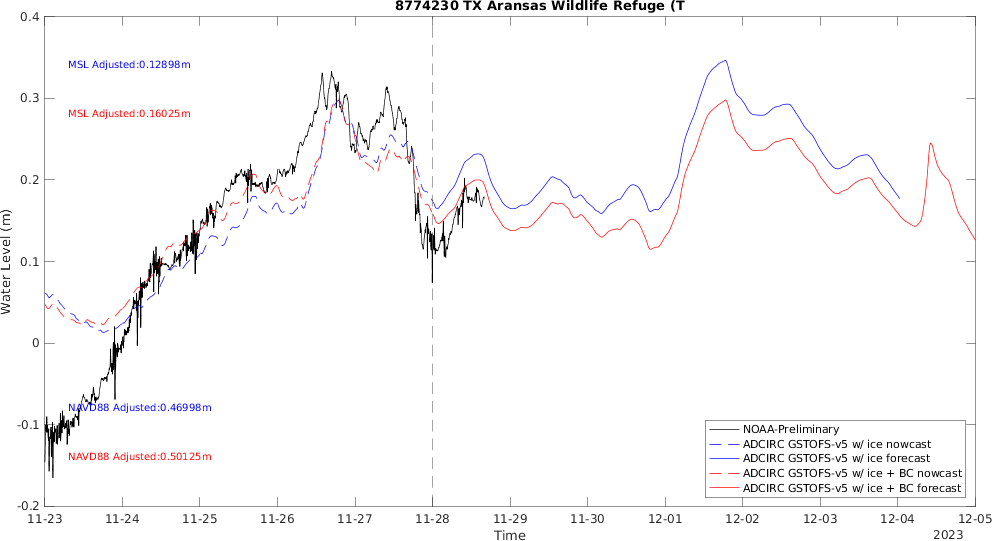 8774230 TX Aransas Wildlife Refuge (T
0.4
MSL Adjusted:0.12898m
0.3
MSL Adjusted:0.16025m
0.2
0.1
0
-0.1
-0.2
Water Level (m)
NAVD88 Adjusted:0.46998m
NAVD88 Adjusted:0.50125m
NOAA-Preliminary
ADCIRC GSTOFS-v5 w/ ice nowcast
ADCIRC GSTOFS-v5 w/ ice forecast
ADCIRC GSTOFS-v5 w/ ice + BC nowcast
ADCIRC GSTOFS-v5 w/ ice + BC forecast
11-23 11-24 11-25 11-26 11-27 11-28 11-29 11-30 12-01 12-02 12-03 12-04 12-05
Time
2023